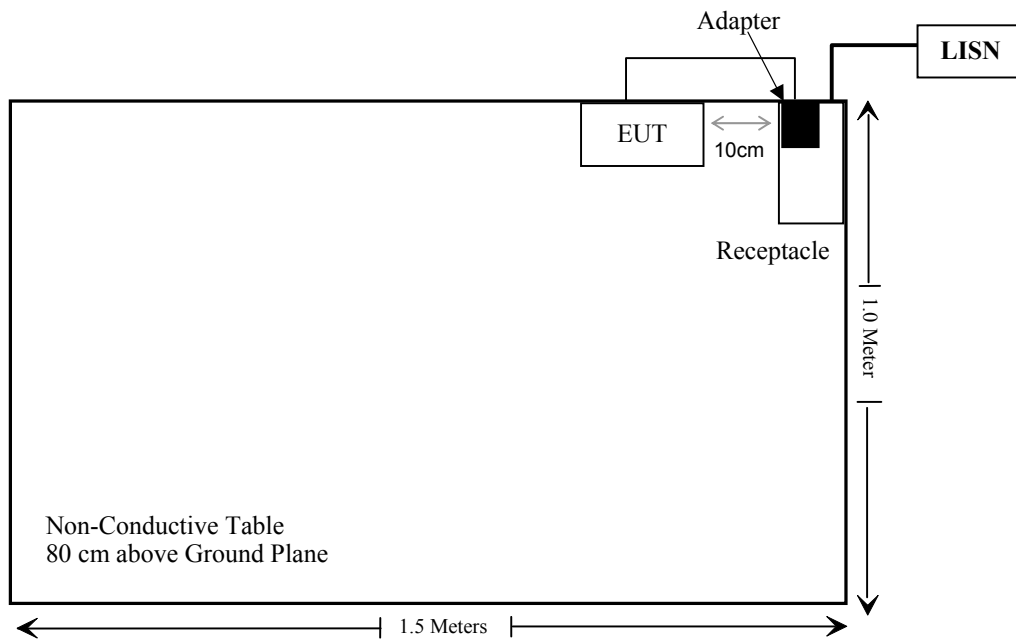 Adapter
LISN
EUT
10cm
Receptacle
1.0 Meter
Non-Conductive Table
80 cm above Ground Plane
1.5 Meters